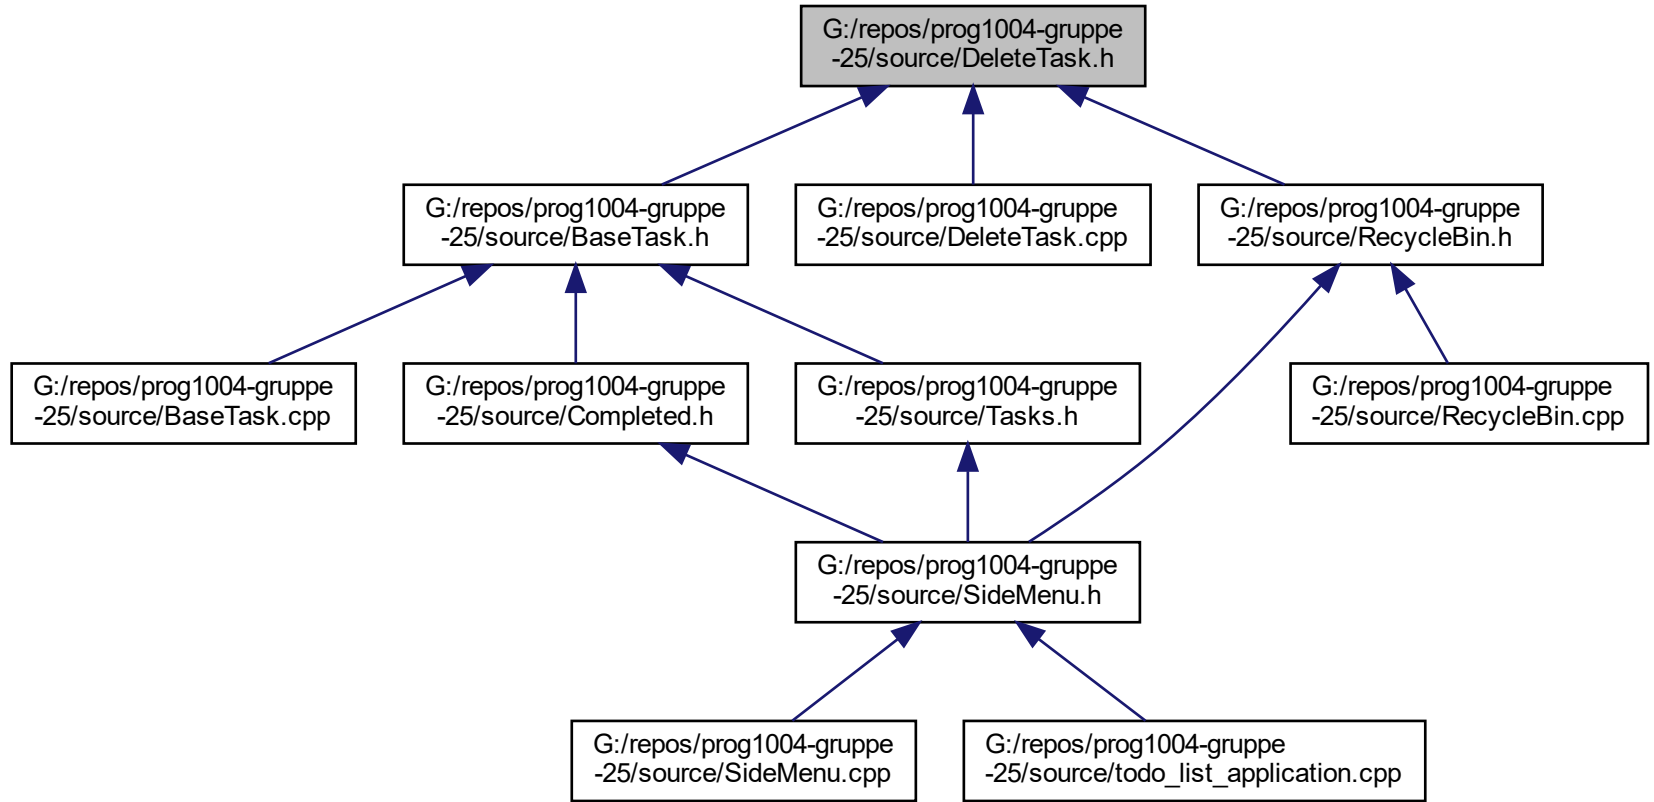 G:/repos/prog1004-gruppe
-25/source/DeleteTask.h
G:/repos/prog1004-gruppe
-25/source/BaseTask.h
G:/repos/prog1004-gruppe
-25/source/DeleteTask.cpp
G:/repos/prog1004-gruppe
-25/source/RecycleBin.h
G:/repos/prog1004-gruppe
-25/source/BaseTask.cpp
G:/repos/prog1004-gruppe
-25/source/Completed.h
G:/repos/prog1004-gruppe
-25/source/Tasks.h
G:/repos/prog1004-gruppe
-25/source/RecycleBin.cpp
G:/repos/prog1004-gruppe
-25/source/SideMenu.h
G:/repos/prog1004-gruppe
-25/source/SideMenu.cpp
G:/repos/prog1004-gruppe
-25/source/todo_list_application.cpp